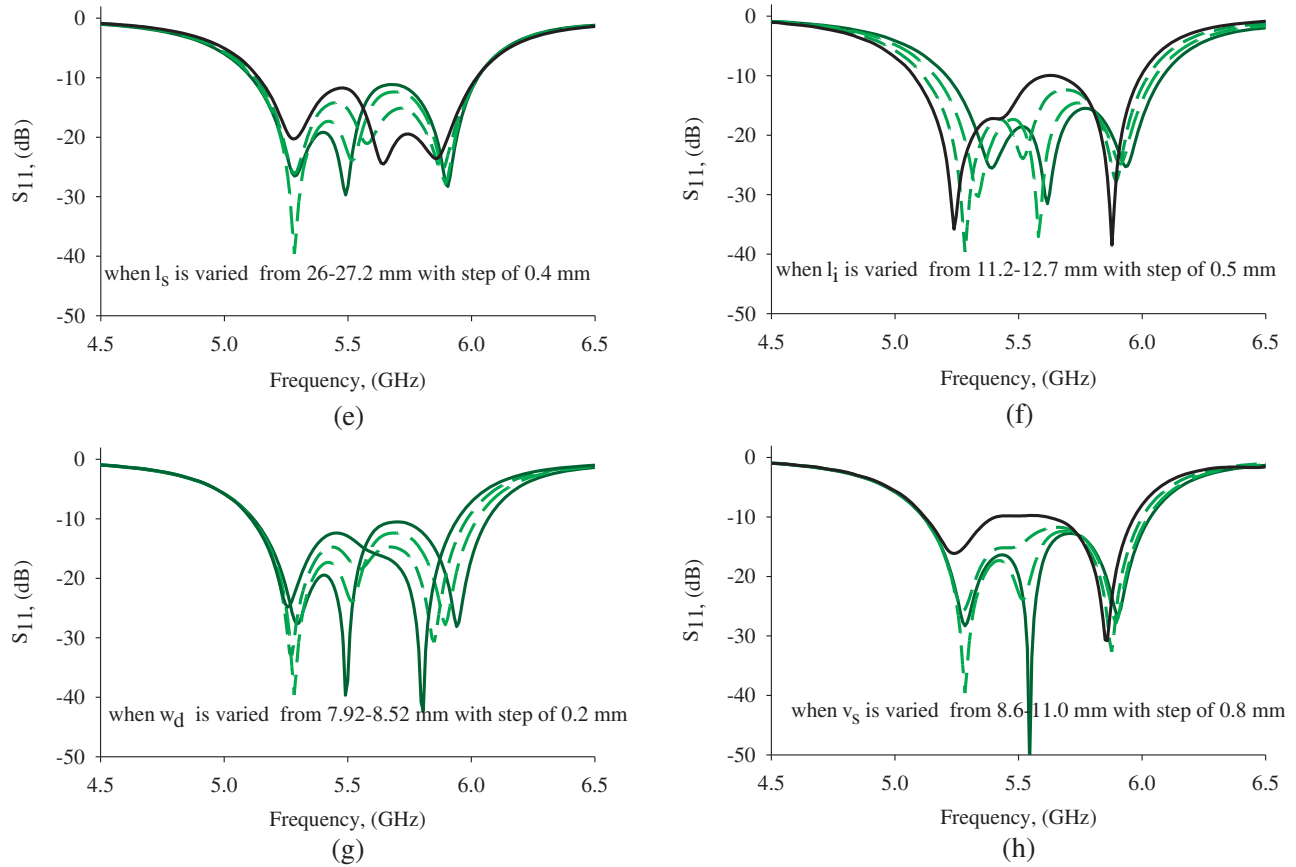 0
-10
-20
-30
-40
-50
S11, (dB)
when ls is varied from 26-27.2 mm with step of 0.4 mm
4.5 5.0 5.5 6.0 6.5
Frequency, (GHz)
(e)
0
-10
-20
-30
-40
-50
S11, (dB)
when li is varied from 11.2-12.7 mm with step of 0.5 mm
4.5 5.0 5.5 6.0 6.5
Frequency, (GHz)
(f)
0
-10
-20
-30
-40
-50
S11, (dB)
when wd is varied from 7.92-8.52 mm with step of 0.2 mm
4.5 5.0 5.5 6.0 6.5
Frequency, (GHz)
(g)
0
-10
-20
-30
-40
-50
S11, (dB)
when vs is varied from 8.6-11.0 mm with step of 0.8 mm
4.5 5.0 5.5 6.0 6.5
Frequency, (GHz)
(h)